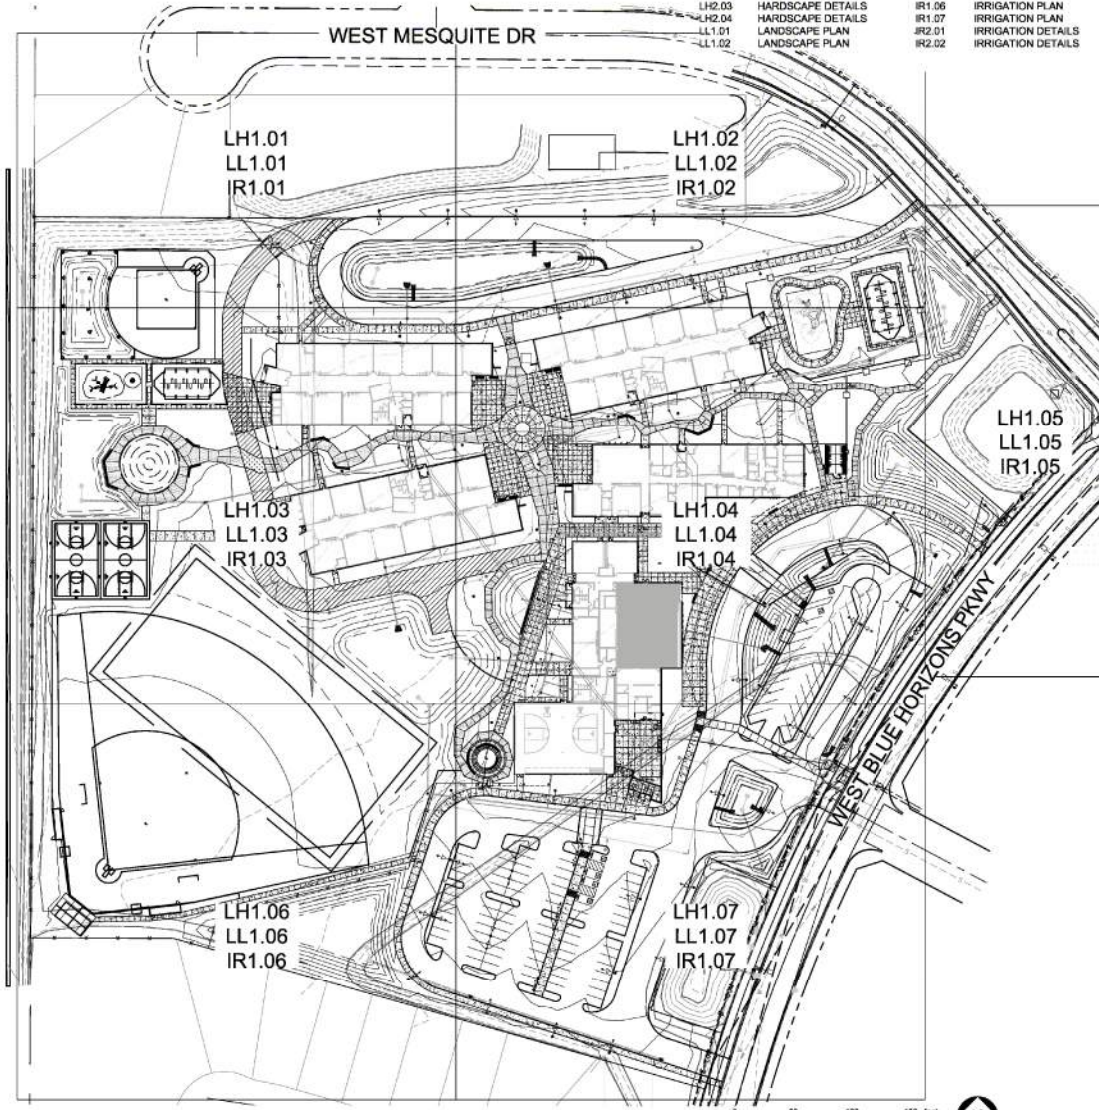 LH2.03 HARDSCAPE DETAILS IR1.06 IRRIGATION PLAN
LH2.04 HARDSCAPE DETAILS IR1.07 IRRIGATION PLAN
LL1.01 LANDSCAPE PLAN IR2.01 IRRIGATION DETAILS
LL1.02 LANDSCAPE PLAN IR2.02 IRRIGATION DETAILS
WEST MESQUITE DR
LH1.01
LL1.01
IR1.01
LH1.02
LL1.02
IR1.02
LH1.05
LL1.05
IR1.05
LH1.03
LL1.03
IR1.03
LH1.04
LL1.04
IR1.04
WEST BLUE HORIZONS PKWY
LH1.06
LL1.06
IR1.06
LH1.07
LL1.07
IR1.07